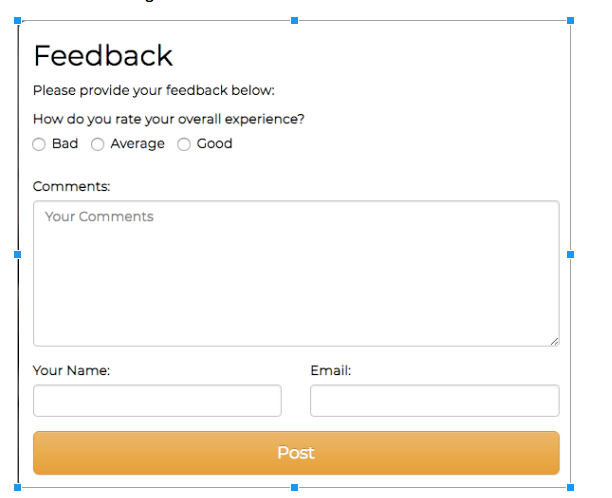 Feedback
Please provide your feedback below:
How do you rate your overall experience?
Bad Average Good
Comments:
Your Comments
Your Name: Email:
Post